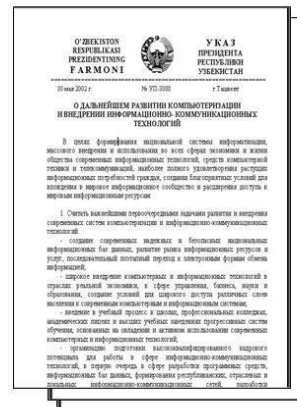 O'ZBEKISTON
RESPUBLIKASI
PREZIDENTINING
FARMONI
УКАЗ
ПРЕЗИДЕНТА
РЕСПУБЛИКИ
УЗБЕКИСТАН
30 мая 2002 г. № УП-3080 г Ташкент
О ДАЛЬНЕЙШЕМ РАЗВИТИИ КОМПЬЮТЕРИЗАЦИИ
И ВНЕДРЕНИИ ИНФОРМАЦИОННО- КОММУНИКАЦИОННЫХ
ТЕХНОЛОГИЙ
В целях формирования национальной системы информатизации,
массового внедрения и использования во всех сферах экономики и жизни
общества современных информационных технологий, средств компьютерной
техники и телекоммуникаций, наиболее полного удовлетворения растущих
информационных потребностей граждан, создания благоприятных условий для
вхождения в мировое информационное сообщество и расширения доступа к
мировым информационным ресурсам
1. Считать важнейшими первоочередными задачами развития и внедрения
современных систем компьютеризации и информационно-коммуникационных
технологий:
- создание современных надежных и безопасных национальных
информационных баз данных, развитие рынка информационных ресурсов и
услуг, последовательный поэтапный переход к электронным формам обмена
информацией;
- широкое внедрение компьютерных и информационных технологий в
отраслях реальной экономики, в сфере управления, бизнеса, науки и
образования, создание условий для широкого доступа различных слоев
населения к современным компьютерным и информационным системам;
- введение в учебный процесс в школах, профессиональных колледжах,
академических лицеях и высших учебных заведениях прогрессивных систем
обучения, основанных на овладении и активном использовании современных
компьютерных и информационных технологий;
- организацию подготовки высококвалифицированного кадрового
потенциала для работы в сфере информационно-коммуникационных
технологий, в первую очередь в сфере разработки программных средств,
информационных баз данных, формирования республиканских, отраслевых и
локальных информационно-коммуникационных сетей, разработки